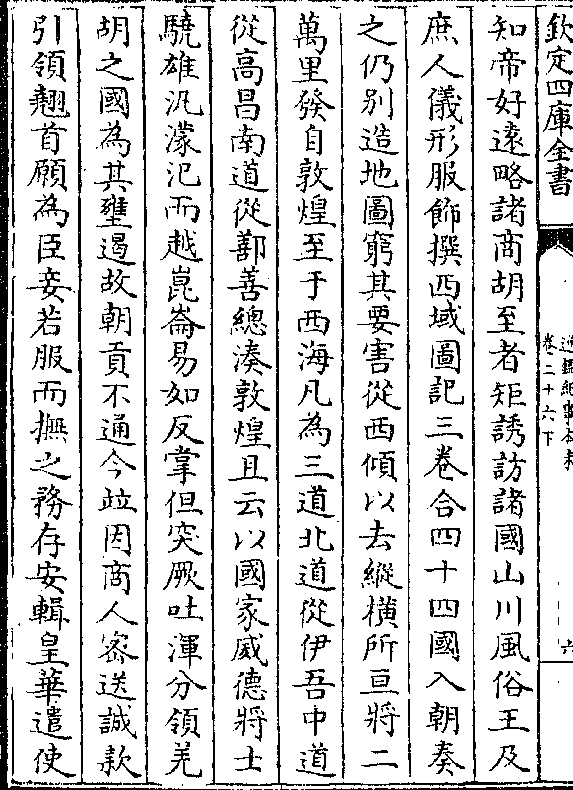 欽定四庫全書
通鑑紀事本末
卷二十六下
六
知帝好逺略諸商胡至者矩誘訪諸國山川風俗王及
庶人儀形服飾撰西域圖記三卷合四十四國入朝奏
之仍别造地圖窮其要害從西傾以去縱横所亘將二
萬里發自敦煌至于西海凡為三道北道從伊吾中道
從高昌南道從鄯善總湊敦煌且云以國家威德將士
驍雄汎濛汜而越崑崙易如反掌但突厥吐渾分領羌
胡之國為其壅遏故朝貢不通今竝因商人密送誠款
引領翹首願為臣妾若服而撫之務存安輯皇華遣使